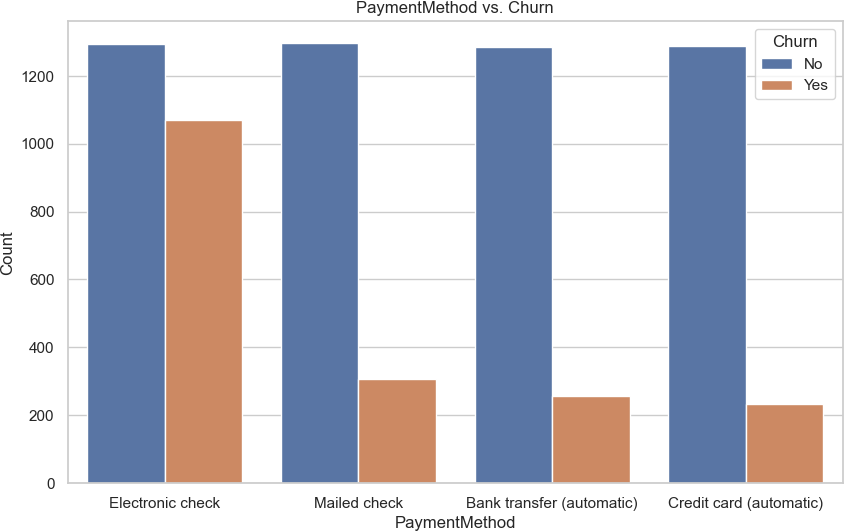 PaymentMethod vs. Churn
Churn
No
Yes
Count
1200
1000
800
600
400
200
0
Electronic check
Mailed check
Bank transfer (automatic)
Credit card (automatic)
PaymentMethod